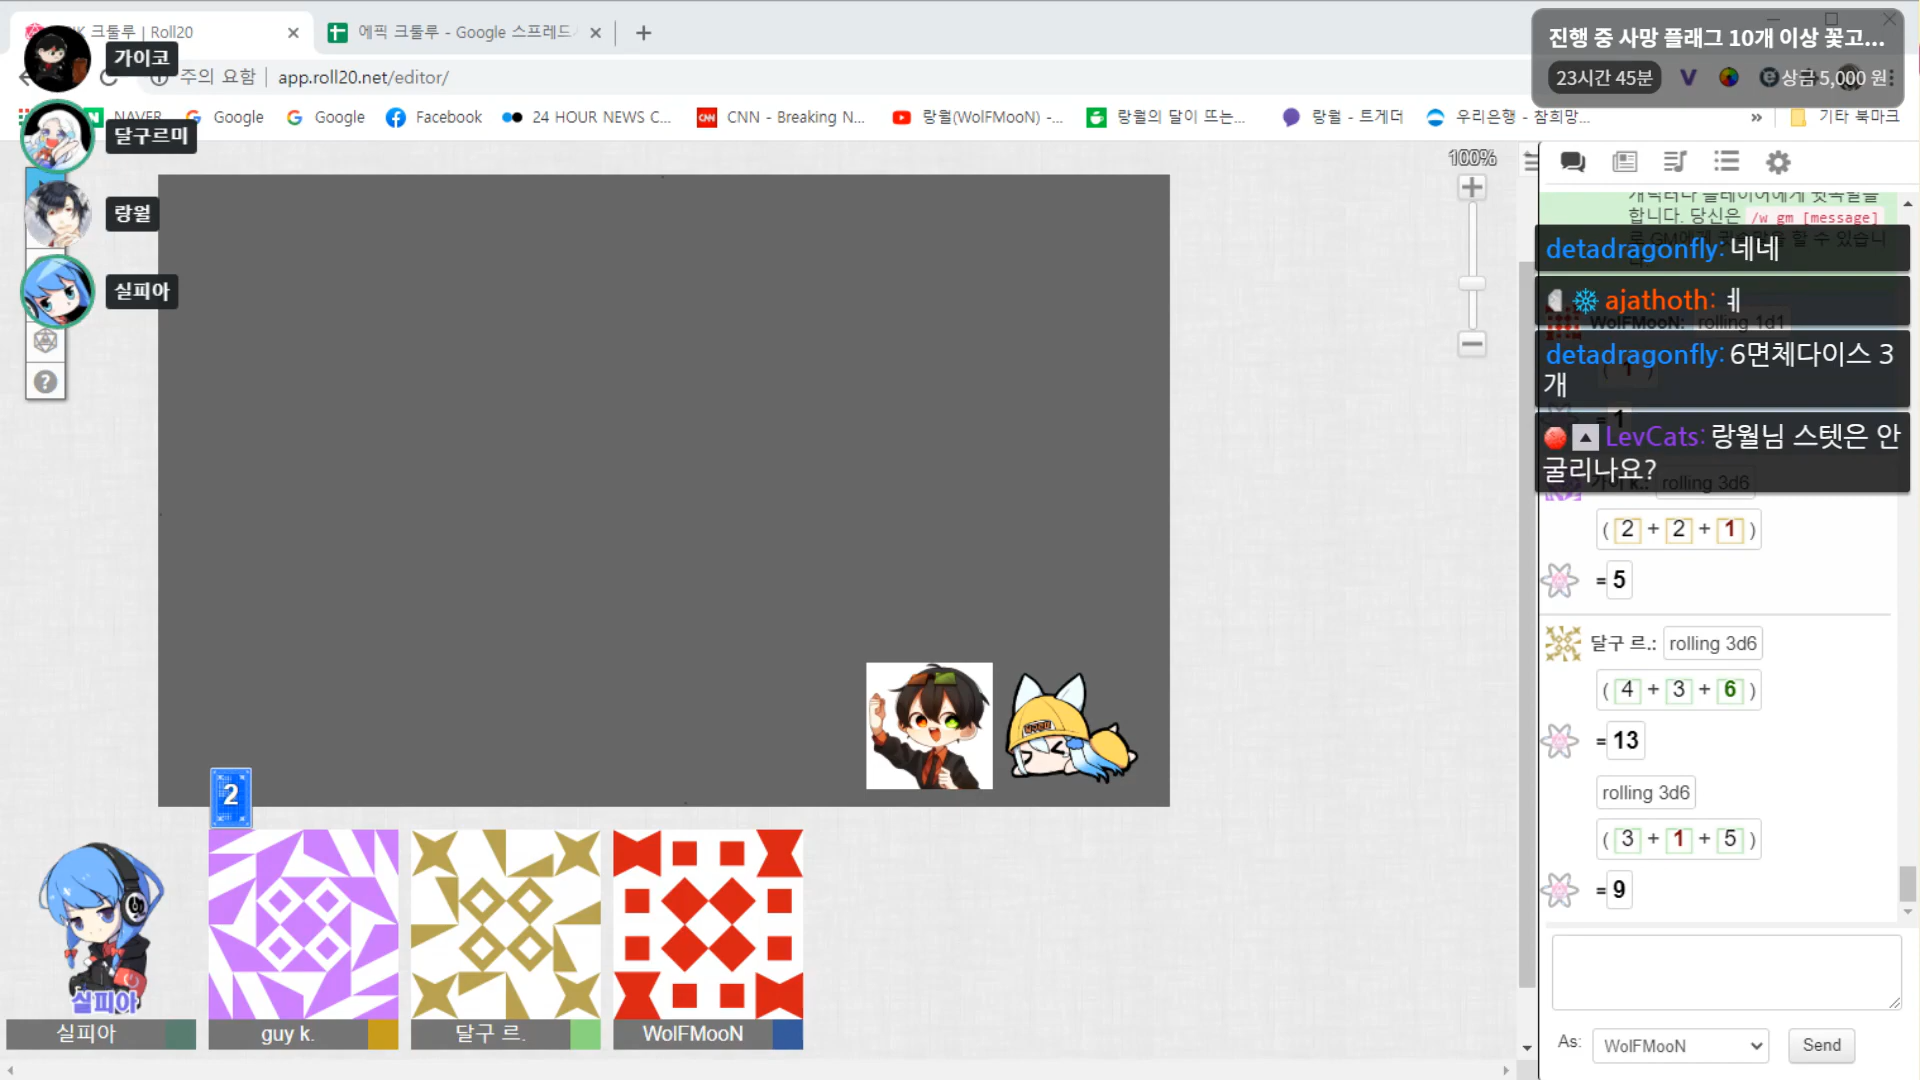 크툴루 | Roll20
에픽 크툴루 - Google 스프레드
주의 요함
app.roll20.net/editor/
NAVER
Google
Google
Facebook
24 HOUR NEWS C...
CNN - Breaking N...
랑월(WolFMooN) -...
랑월의 달이 뜨는...
랑월 - 트게더
우리은행 - 참희망...
»
기타 북마크
가이코
달구르미
랑월
실피아
진행 중 사망 플래그 10개 이상 꽂고...
23시간 45분
상금 5,000 원
100%
합니다. 당신은 /w gm [message]
detadragonfly: 네네
ajathoth: ㅖ
WolFMooN: rolling 1d1
( 1 )
detadragonfly: 6면체다이스 3
개
= 1
LevCats: 랑월님 스텟은 안
굴리나요?
rolling 3d6
( 2 + 2 + 1 )
= 5
달구 르.: rolling 3d6
( 4 + 3 + 6 )
= 13
rolling 3d6
( 3 + 1 + 5 )
= 9
2
실피아
실피아
guy k.
달구 르.
WolFMooN
As:
WolFMooN
Send